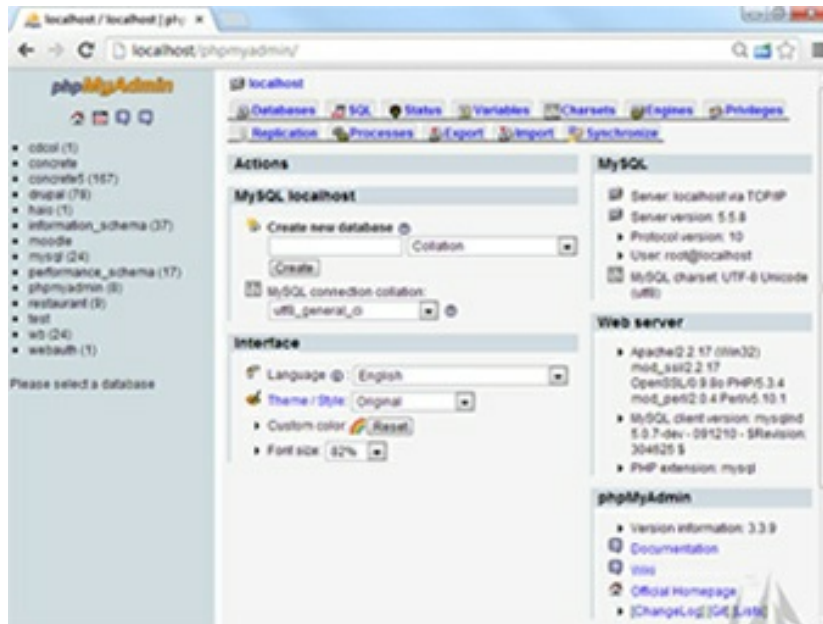 localhost / localhost | php
localhost/phpmyadmin/
phpMyAdmin
cdcol (1)
concrete
concrete5 (167)
drupal (78)
haio (1)
information_schema (37)
moodle
mysql (24)
performance_schema (17)
phpmyadmin (8)
restaurant (9)
test
wb (24)
webauth (1)
Please select a database
localhost
Databases SQL Status Variables Charsets Engines Privileges
Replication Processes Export Import Synchronize
Actions
MySQL localhost
Create new database
Collation
Create
MySQL connection collation:
utf8_general_ci
Interface
Language : English
Theme / Style: Original
Custom color: Reset
Font size: 82%
MySQL
Server: localhost via TCP/IP
Server version: 5.5.8
Protocol version: 10
User: root@localhost
MySQL charset: UTF-8 Unicode
(utf8)
Web server
Apache/2.2.17 (Win32)
mod_ssl/2.2.17
OpenSSL/0.9.8o PHP/5.3.4
mod_perl/2.0.4 Perl/v5.10.1
MySQL client version: mysqlnd
5.0.7-dev - 091210 - $Revision:
304625 $
PHP extension: mysql
phpMyAdmin
Version information: 3.3.9
Documentation
Wiki
Official Homepage
[ChangeLog] [Git] [Lists]